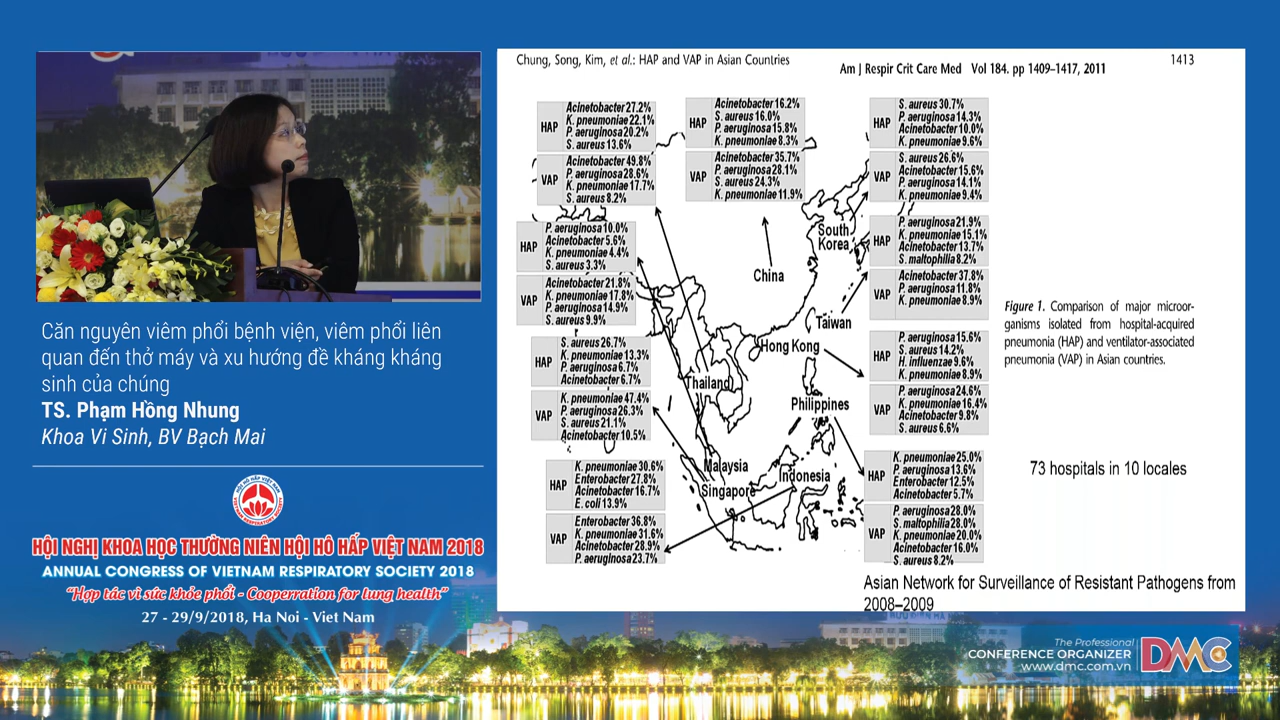 Căn nguyên viêm phổi bệnh viện, viêm phổi liên
quan đến thở máy và xu hướng đề kháng kháng
sinh của chúng
TS. Phạm Hồng Nhung
Khoa Vi Sinh, BV Bạch Mai
HỘI HÔ HẤP VIỆT NAM
VIETNAM RESPIRATORY SOCIETY
HỘI NGHỊ KHOA HỌC THƯỜNG NIÊN HỘI HÔ HẤP VIỆT NAM 2018
ANNUAL CONGRESS OF VIETNAM RESPIRATORY SOCIETY 2018
“Hợp tác vì sức khỏe phổi - Cooperration for lung health”
27 - 29/9/2018, Ha Noi - Viet Nam
Chung, Song, Kim, et al.: HAP and VAP in Asian Countries
Am J Respir Crit Care Med Vol 184. pp 1409–1417, 2011
1413
HAP
Acinetobacter 27.2%
K. pneumoniae 22.1%
P. aeruginosa 20.2%
S. aureus 13.6%
VAP
Acinetobacter 49.8%
P. aeruginosa 28.6%
K. pneumoniae 17.7%
S. aureus 8.2%
HAP
Acinetobacter 16.2%
S. aureus 16.0%
P. aeruginosa 15.8%
K. pneumoniae 8.3%
VAP
Acinetobacter 35.7%
P. aeruginosa 28.1%
S. aureus 24.3%
K. pneumoniae 11.9%
HAP
S. aureus 30.7%
P. aeruginosa 14.3%
Acinetobacter 10.0%
K. pneumoniae 9.6%
VAP
S. aureus 26.6%
Acinetobacter 15.6%
P. aeruginosa 14.1%
K. pneumoniae 9.4%
HAP
P. aeruginosa 10.0%
Acinetobacter 5.6%
K. pneumoniae 4.4%
S. aureus 3.3%
VAP
Acinetobacter 21.8%
K. pneumoniae 17.8%
P. aeruginosa 14.9%
S. aureus 9.9%
HAP
P. aeruginosa 21.9%
K. pneumoniae 15.1%
Acinetobacter 13.7%
S. maltophilia 8.2%
VAP
Acinetobacter 37.8%
P. aeruginosa 11.8%
K. pneumoniae 8.9%
HAP
S. aureus 26.7%
K. pneumoniae 13.3%
P. aeruginosa 6.7%
Acinetobacter 6.7%
VAP
K. pneumoniae 47.4%
P. aeruginosa 26.3%
S. aureus 21.1%
Acinetobacter 10.5%
HAP
P. aeruginosa 15.6%
S. aureus 14.2%
H. influenzae 9.6%
K. pneumoniae 8.9%
VAP
P. aeruginosa 24.6%
K. pneumoniae 16.4%
Acinetobacter 9.8%
S. aureus 6.6%
HAP
K. pneumoniae 30.6%
Enterobacter 27.8%
Acinetobacter 16.7%
E. coli 13.9%
VAP
Enterobacter 36.8%
K. pneumoniae 31.6%
Acinetobacter 28.9%
P. aeruginosa 23.7%
HAP
K. pneumoniae 25.0%
P. aeruginosa 13.6%
Enterobacter 12.5%
Acinetobacter 5.7%
VAP
P. aeruginosa 28.0%
S. maltophilia 28.0%
K. pneumoniae 20.0%
Acinetobacter 16.0%
S. aureus 8.2%
South
Korea
China
Taiwan
Hong Kong
Thailand
Philippines
Malaysia
Indonesia
Singapore
Figure 1. Comparison of major microor-
ganisms isolated from hospital-acquired
pneumonia (HAP) and ventilator-associated
pneumonia (VAP) in Asian countries.
73 hospitals in 10 locales
Asian Network for Surveillance of Resistant Pathogens from
2008–2009
The Professional
CONFERENCE ORGANIZER
www.dmc.com.vn
DMC